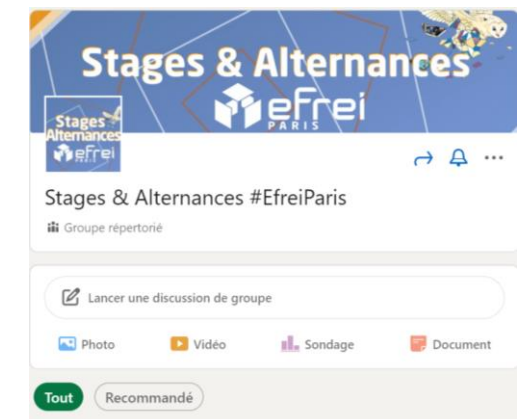 Stages & Alternances
efrei
PARIS
Stages
Alternances
efrei
Stages & Alternances #EfreiParis
Groupe répertorié
Lancer une discussion de groupe
Photo Vidéo Sondage Document
Tout Recommandé